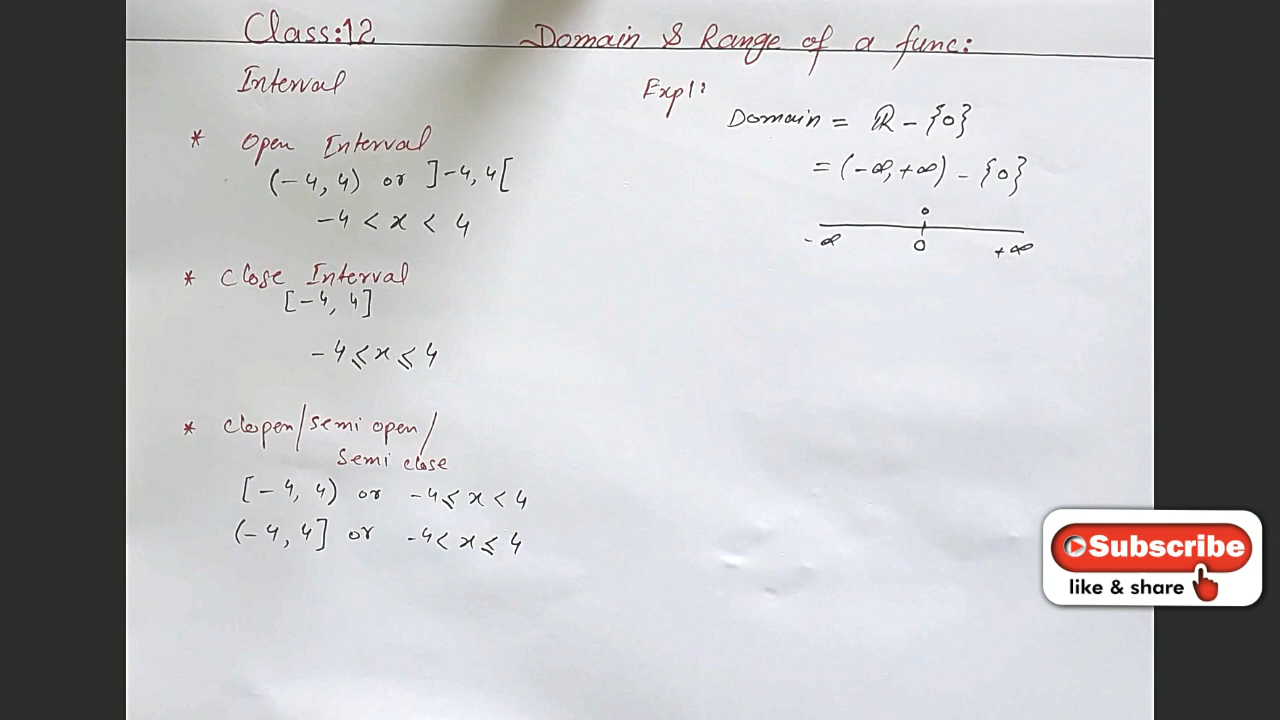 Class:12 Domain & Range of a func:
Interval
* Open Interval
(-4, 4) or ]-4, 4[
-4 < x < 4
* Close Interval
[-4, 4]
-4 ⩽ x ⩽ 4
* Clopen/semi open/
Semi close
[-4, 4) or -4 ⩽ x < 4
(-4, 4] or -4 < x ⩽ 4
Expl:
Domain = ℝ - {0}
= (-∞, +∞) - {0}
0
-∞ 0 +∞
Subscribe
like & share